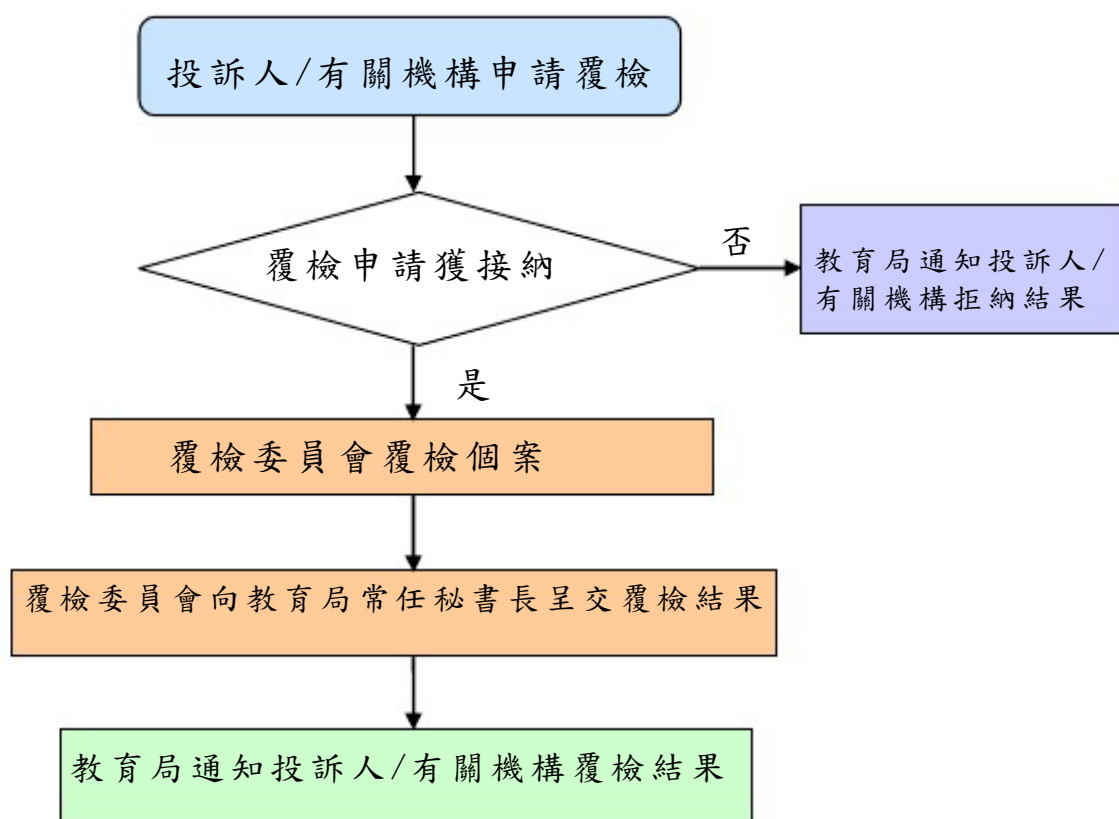 投訴人/有關機構申請覆檢
覆檢申請獲接納
否
教育局通知投訴人/
有關機構拒納結果
是
覆檢委員會覆檢個案
覆檢委員會向教育局常任秘書長呈交覆檢結果
教育局通知投訴人/有關機構覆檢結果